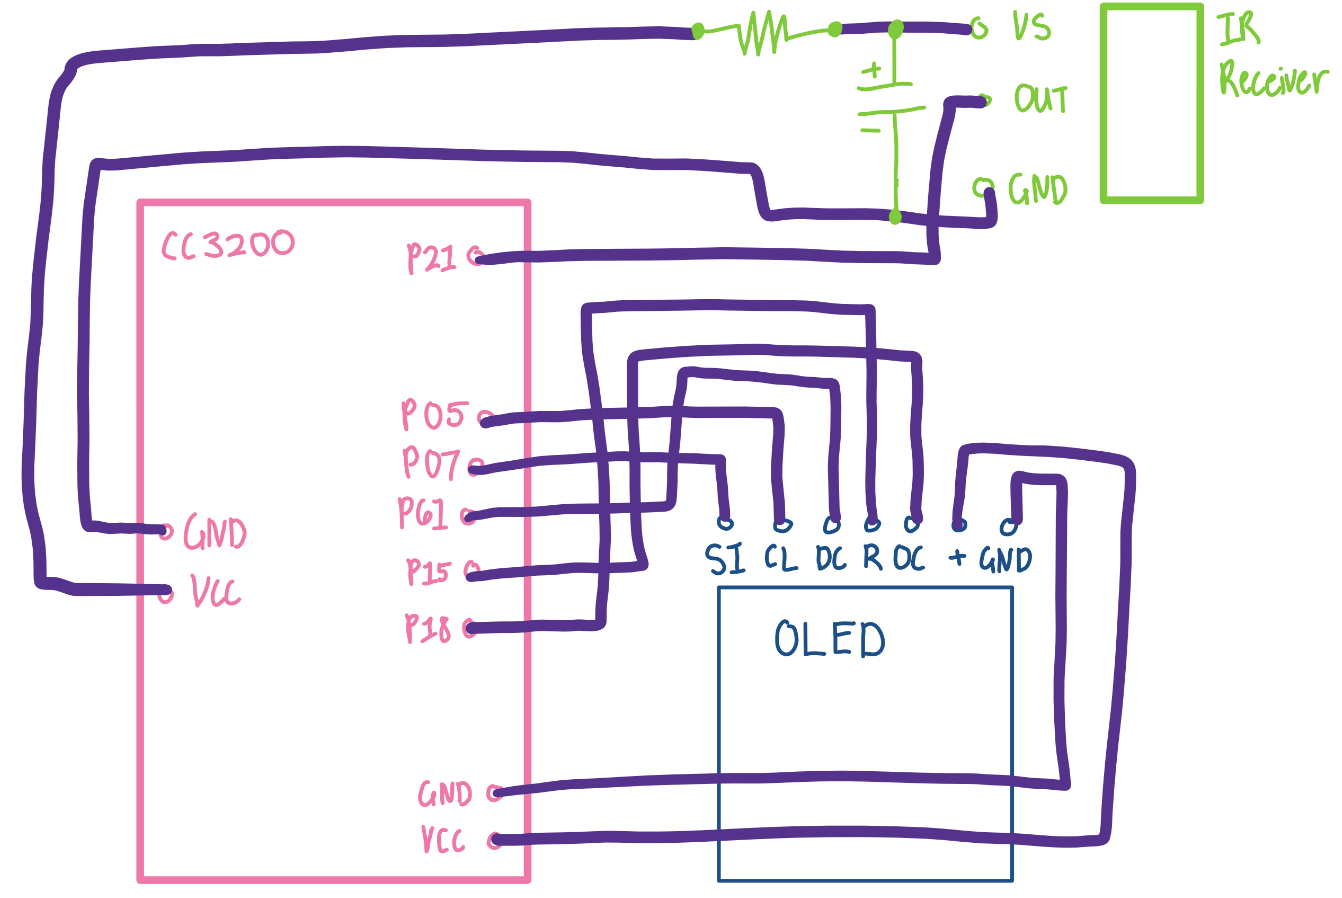 VS
IR
Receiver
+
OUT
–
GND
CC3200
P21
P05
P07
P61
P15
P18
GND
VCC
SI CL DC R OC + GND
OLED
GND
VCC